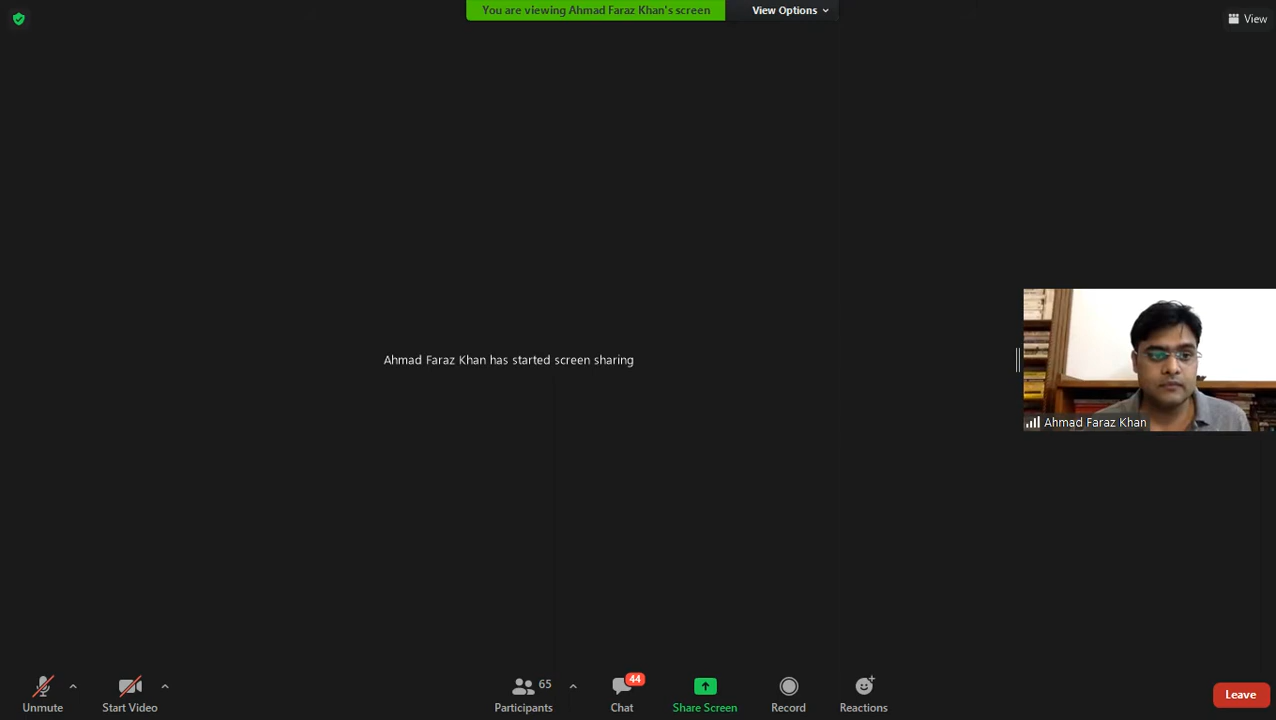 You are viewing Ahmad Faraz Khan's screen
View Options
View
Ahmad Faraz Khan has started screen sharing
Ahmad Faraz Khan
65
44
Unmute
Start Video
Participants
Chat
Share Screen
Record
Reactions
Leave